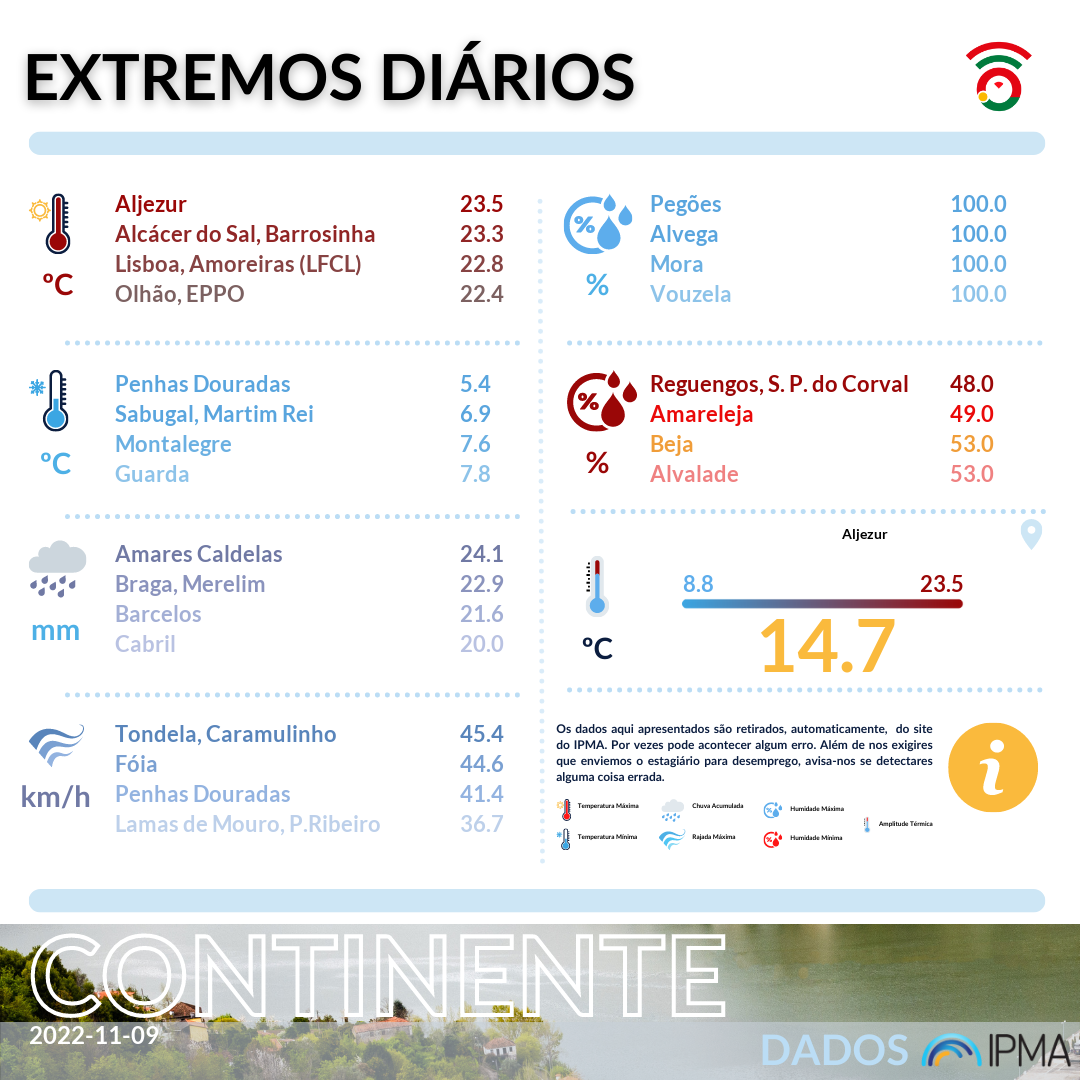 EXTREMOS DIÁRIOS
Aljezur 23.5
Alcácer do Sal, Barrosinha 23.3
Lisboa, Amoreiras (LFCL) 22.8
Olhão, EPPO 22.4
ºC
Penhas Douradas 5.4
Sabugal, Martim Rei 6.9
Montalegre 7.6
Guarda 7.8
ºC
Amares Caldelas 24.1
Braga, Merelim 22.9
Barcelos 21.6
Cabril 20.0
mm
Tondela, Caramulinho 45.4
Fóia 44.6
Penhas Douradas 41.4
Lamas de Mouro, P.Ribeiro 36.7
km/h
%
Pegões 100.0
Alvega 100.0
Mora 100.0
Vouzela 100.0
%
%
Reguengos, S. P. do Corval 48.0
Amareleja 49.0
Beja 53.0
Alvalade 53.0
%
Aljezur
8.8 23.5
14.7
ºC
Os dados aqui apresentados são retirados, automaticamente, do site
do IPMA. Por vezes pode acontecer algum erro. Além de nos exigires
que enviemos o estagiário para desemprego, avisa-nos se detectares
alguma coisa errada.
i
Temperatura Máxima
Chuva Acumulada
Humidade Máxima
Amplitude Térmica
Temperatura Mínima
Rajada Máxima
Humidade Mínima
CONTINENTE
2022-11-09
DADOS IPMA